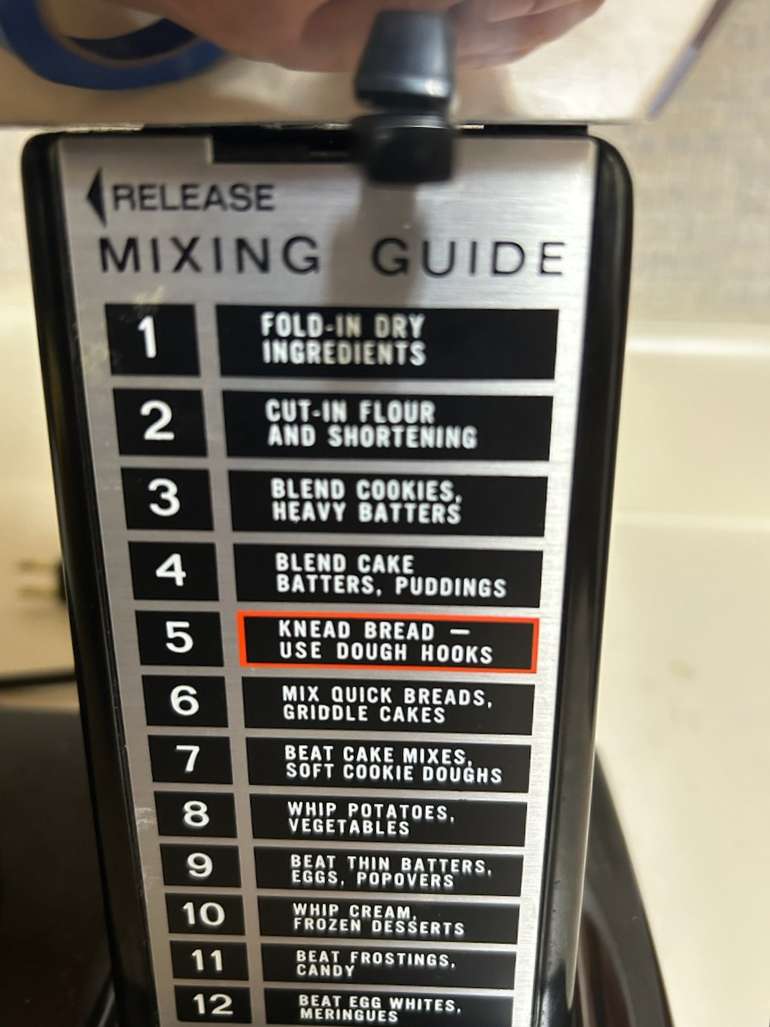 RELEASE
MIXING GUIDE
1
FOLD-IN DRY
INGREDIENTS
2
CUT-IN FLOUR
AND SHORTENING
3
BLEND COOKIES,
HEAVY BATTERS
4
BLEND CAKE
BATTERS, PUDDINGS
5
KNEAD BREAD —
USE DOUGH HOOKS
6
MIX QUICK BREADS,
GRIDDLE CAKES
7
BEAT CAKE MIXES,
SOFT COOKIE DOUGHS
8
WHIP POTATOES,
VEGETABLES
9
BEAT THIN BATTERS,
EGGS, POPOVERS
10
WHIP CREAM,
FROZEN DESSERTS
11
BEAT FROSTINGS,
CANDY
12
BEAT EGG WHITES,
MERINGUES